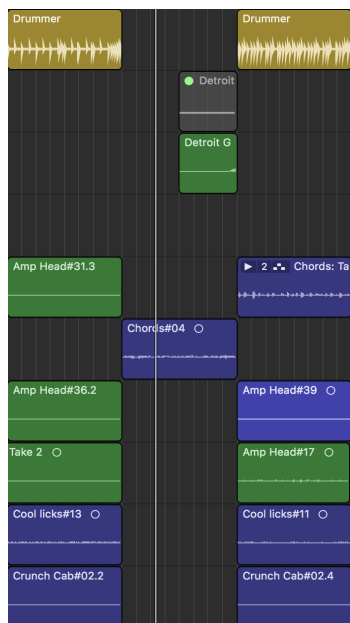 Drummer
Drummer
Detroit
Detroit G
Amp Head#31.3
2 Chords: Ta
Chords#04
Amp Head#36.2
Amp Head#39
Take 2
Amp Head#17
Cool licks#13
Cool licks#11
Crunch Cab#02.2
Crunch Cab#02.4